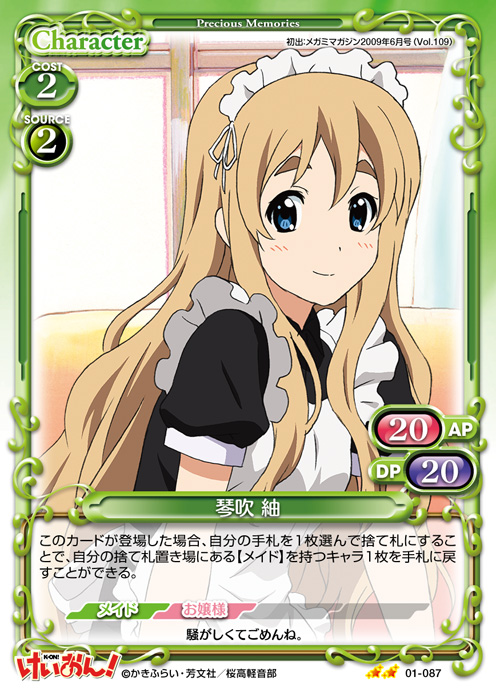 Precious Memories
Character
初出:メガミマガジン2009年6月号 (Vol.109)
COST
2
SOURCE
2
20 AP
DP 20
琴吹 紬
このカードが登場した場合、自分の手札を1枚選んで捨て札にするこ
とで、自分の捨て札置き場にある【メイド】を持つキャラ1枚を手札に戻
すことができる。
メイド お嬢様
騒がしくてごめんね。
K-ON!
けいおん!
©かきふらい・芳文社/桜高軽音部
01-087